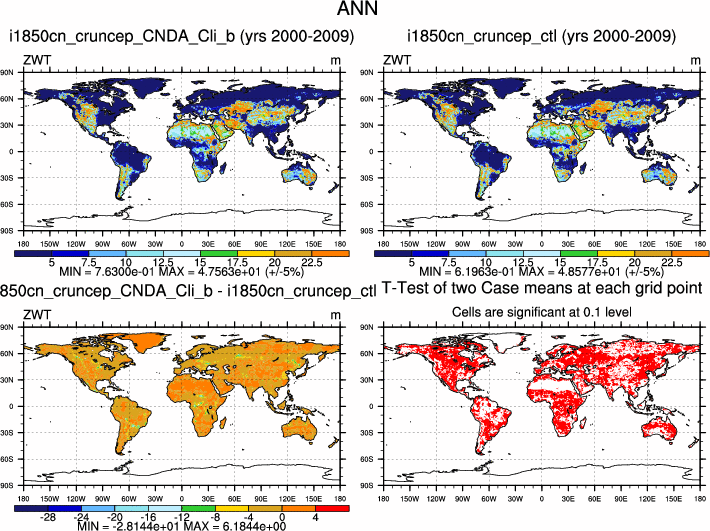 ANN
i1850cn_cruncep_CNDA_Cli_b (yrs 2000-2009)
ZWT m
90N
60N
30N
0
30S
60S
90S
180 150W 120W 90W 60W 30W 0 30E 60E 90E 120E 150E 180
5 7.5 10 12.5 15 17.5 20 22.5
MIN = 7.6300e-01 MAX = 4.7563e+01 (+/-5%)
i1850cn_cruncep_ctl (yrs 2000-2009)
ZWT m
90N
60N
30N
0
30S
60S
90S
180 150W 120W 90W 60W 30W 0 30E 60E 90E 120E 150E 180
5 7.5 10 12.5 15 17.5 20 22.5
MIN = 6.1963e-01 MAX = 4.8577e+01 (+/-5%)
850cn_cruncep_CNDA_Cli_b - i1850cn_cruncep_ctl
ZWT m
90N
60N
30N
0
30S
60S
90S
180 150W 120W 90W 60W 30W 0 30E 60E 90E 120E 150E 180
-28 -24 -20 -16 -12 -8 -4 0 4
MIN = -2.8144e+01 MAX = 6.1844e+00
T-Test of two Case means at each grid point
Cells are significant at 0.1 level
90N
60N
30N
0
30S
60S
90S
180 150W 120W 90W 60W 30W 0 30E 60E 90E 120E 150E 180